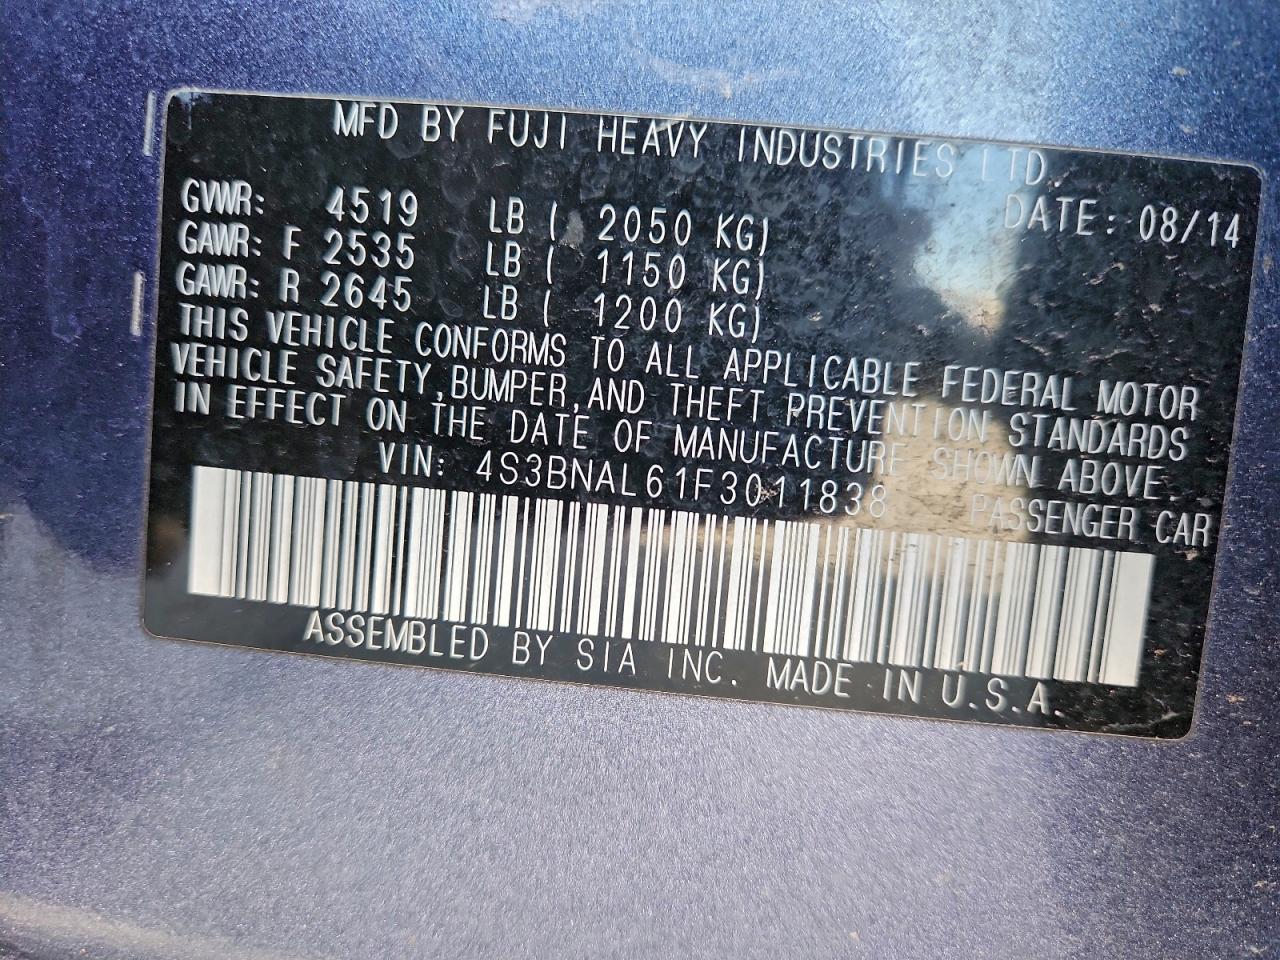 MFD BY FUJI HEAVY INDUSTRIES LTD.
DATE: 08/14
GVWR: 4519 LB ( 2050 KG)
GAWR: F 2535 LB ( 1150 KG)
GAWR: R 2645 LB ( 1200 KG)
THIS VEHICLE CONFORMS TO ALL APPLICABLE FEDERAL MOTOR
VEHICLE SAFETY,BUMPER,AND THEFT PREVENTION STANDARDS
IN EFFECT ON THE DATE OF MANUFACTURE SHOWN ABOVE.
VIN: 4S3BNAL61F3011838 PASSENGER CAR
ASSEMBLED BY SIA INC. MADE IN U.S.A.